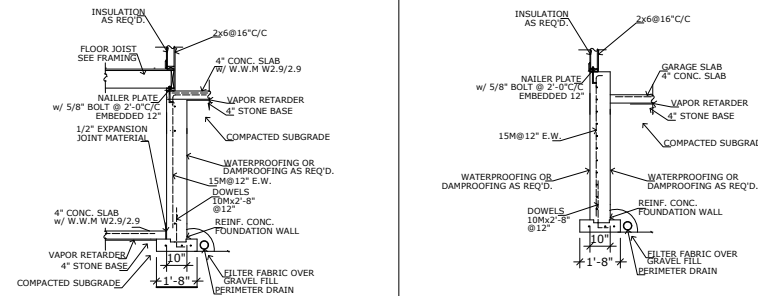 INSULATION
AS REQ'D.
2x6@16"C/C
FLOOR JOIST
SEE FRAMING
4" CONC. SLAB
w/ W.W.M W2.9/2.9
NAILER PLATE
w/ 5/8" BOLT @ 2'-0"C/C
EMBEDDED 12"
VAPOR RETARDER
4" STONE BASE
1/2" EXPANSION
JOINT MATERIAL
COMPACTED SUBGRADE
WATERPROOFING OR
DAMPROOFING AS REQ'D.
15M@12" E.W.
DOWELS
10Mx2'-8"
@12"
4" CONC. SLAB
w/ W.W.M W2.9/2.9
REINF. CONC.
FOUNDATION WALL
VAPOR RETARDER
4" STONE BASE
COMPACTED SUBGRADE
10"
1'-8"
FILTER FABRIC OVER
GRAVEL FILL
PERIMETER DRAIN
INSULATION
AS REQ'D.
2x6@16"C/C
GARAGE SLAB
4" CONC. SLAB
NAILER PLATE
w/ 5/8" BOLT @ 2'-0"C/C
EMBEDDED 12"
VAPOR RETARDER
4" STONE BASE
15M@12" E.W.
COMPACTED SUBGRAD
WATERPROOFING OR
DAMPROOFING AS REQ'D.
WATERPROOFING OR
DAMPROOFING AS REQ'D.
DOWELS
10Mx2'-8"
@12"
REINF. CONC.
FOUNDATION WALL
10"
1'-8"
FILTER FABRIC OVER
GRAVEL FILL
PERIMETER DRAIN